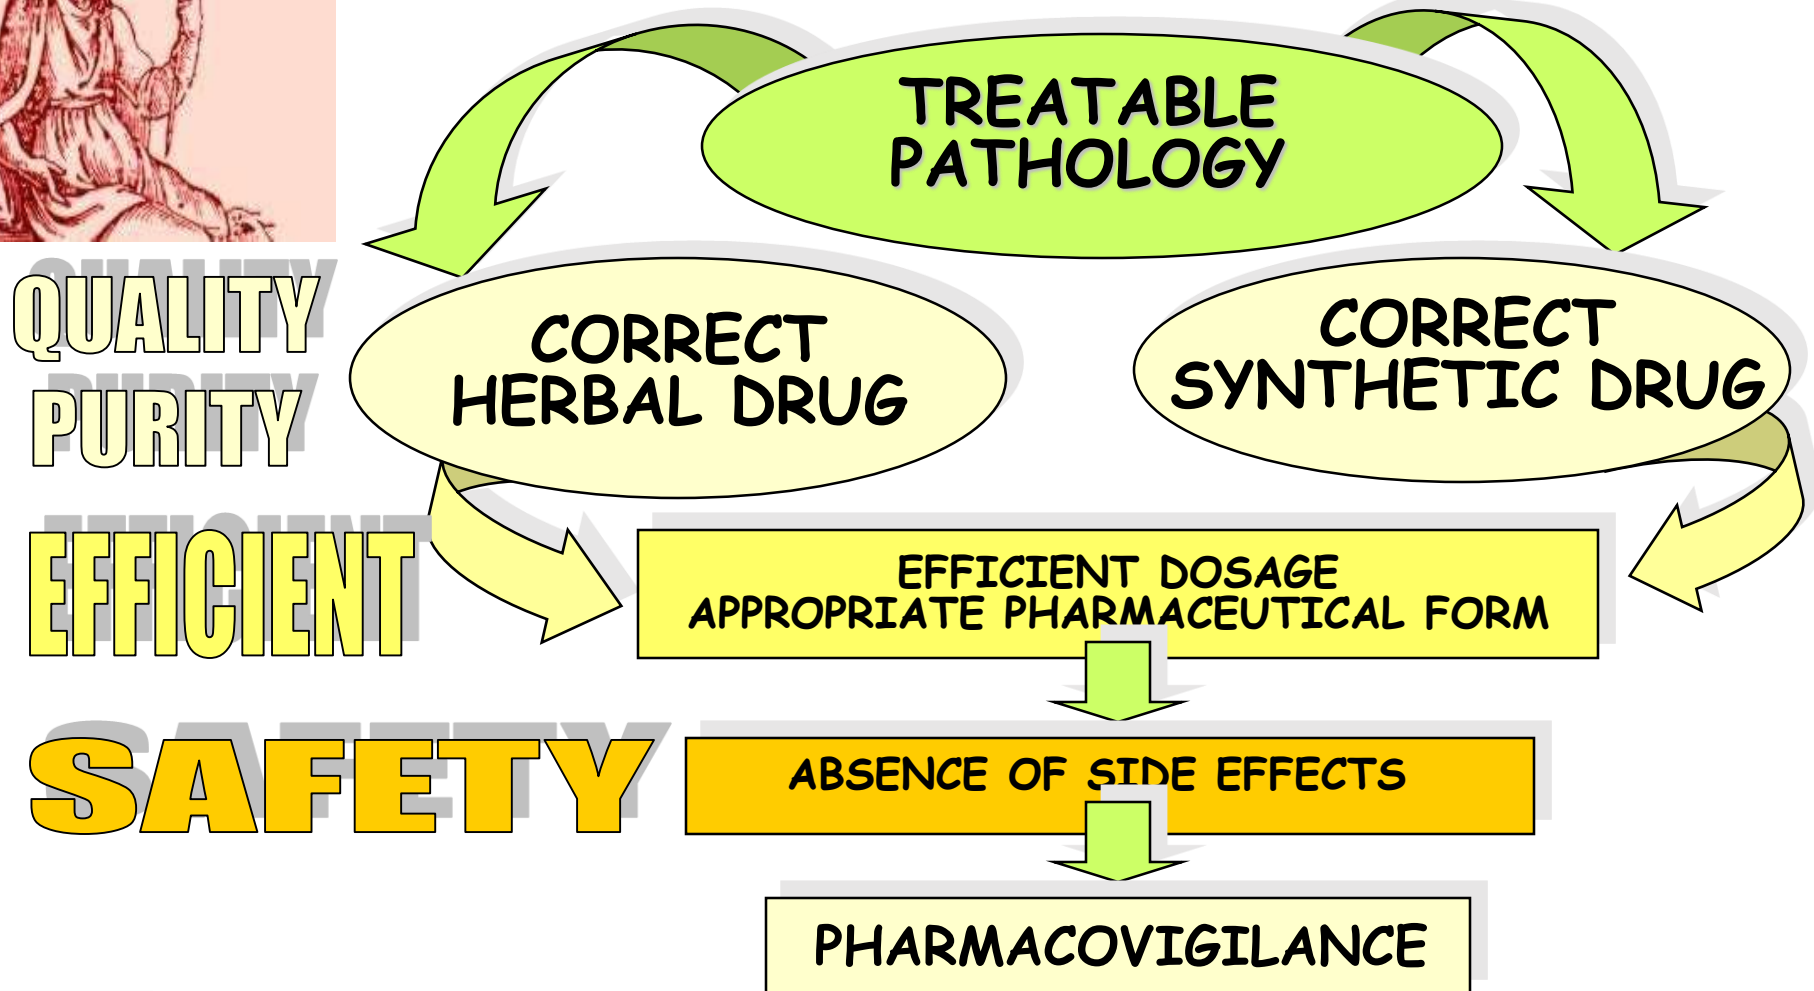 TREATABLE
PATHOLOGY
QUALITY
PURITY
CORRECT
HERBAL DRUG
CORRECT
SYNTHETIC DRUG
EFFICIENT
EFFICIENT DOSAGE
APPROPRIATE PHARMACEUTICAL FORM
SAFETY
ABSENCE OF SIDE EFFECTS
PHARMACOVIGILANCE